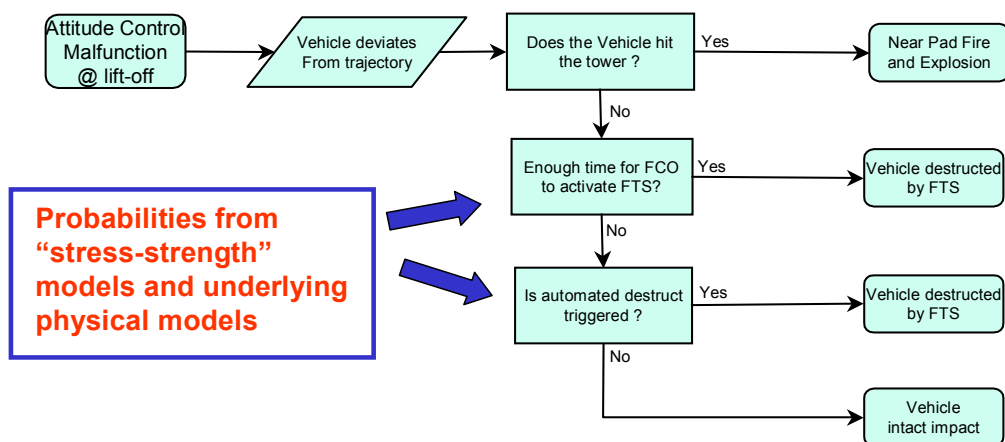 Attitude Control
Malfunction
@ lift-off
Vehicle deviates
From trajectory
Does the Vehicle hit
the tower ?
Yes
Near Pad Fire
and Explosion
No
Enough time for FCO
to activate FTS?
Yes
Vehicle destructed
by FTS
Probabilities from
“stress-strength”
models and underlying
physical models
No
Is automated destruct
triggered ?
Yes
Vehicle destructed
by FTS
No
Vehicle
intact impact